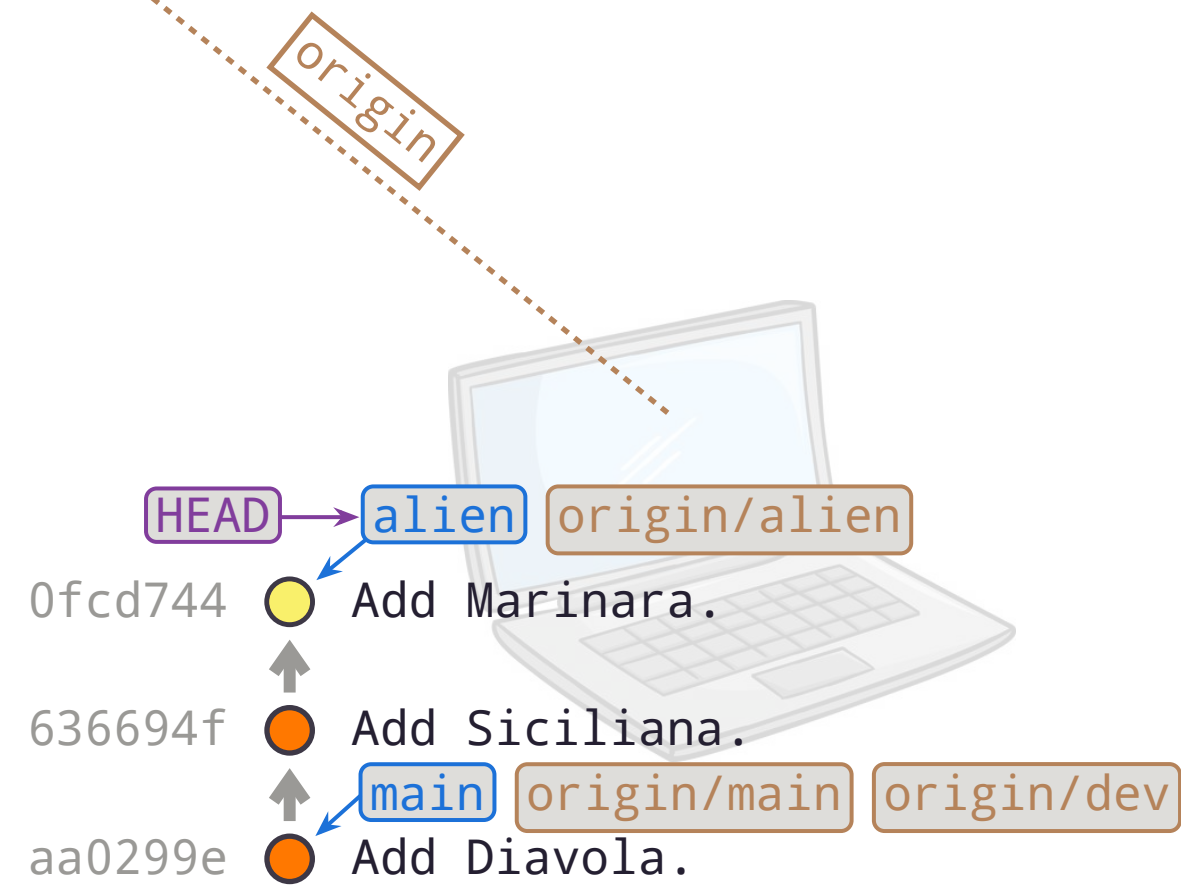 origin
HEAD alien origin/alien
0fcd744 Add Marinara.
636694f Add Siciliana.
main origin/main origin/dev
aa0299e Add Diavola.